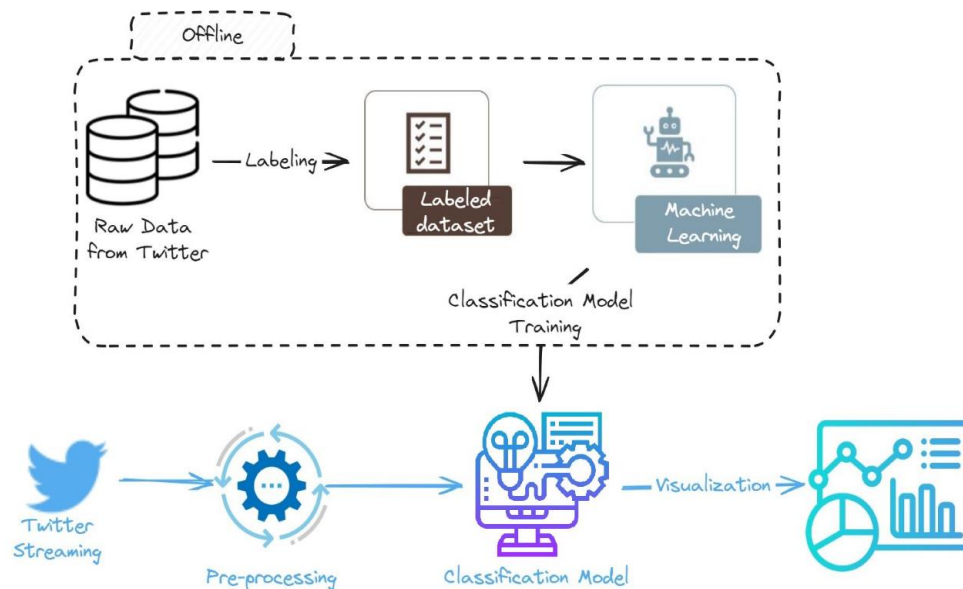 Offline
Labeling
Labeled
dataset
Machine
Learning
Raw Data
from Twitter
Classification Model
Training
Visualization
Twitter
Streaming
Pre-processing
Classification Model